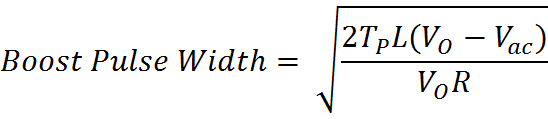 Boost Pulse Width = √(2T_P L(V_O − V_ac) / V_O R)